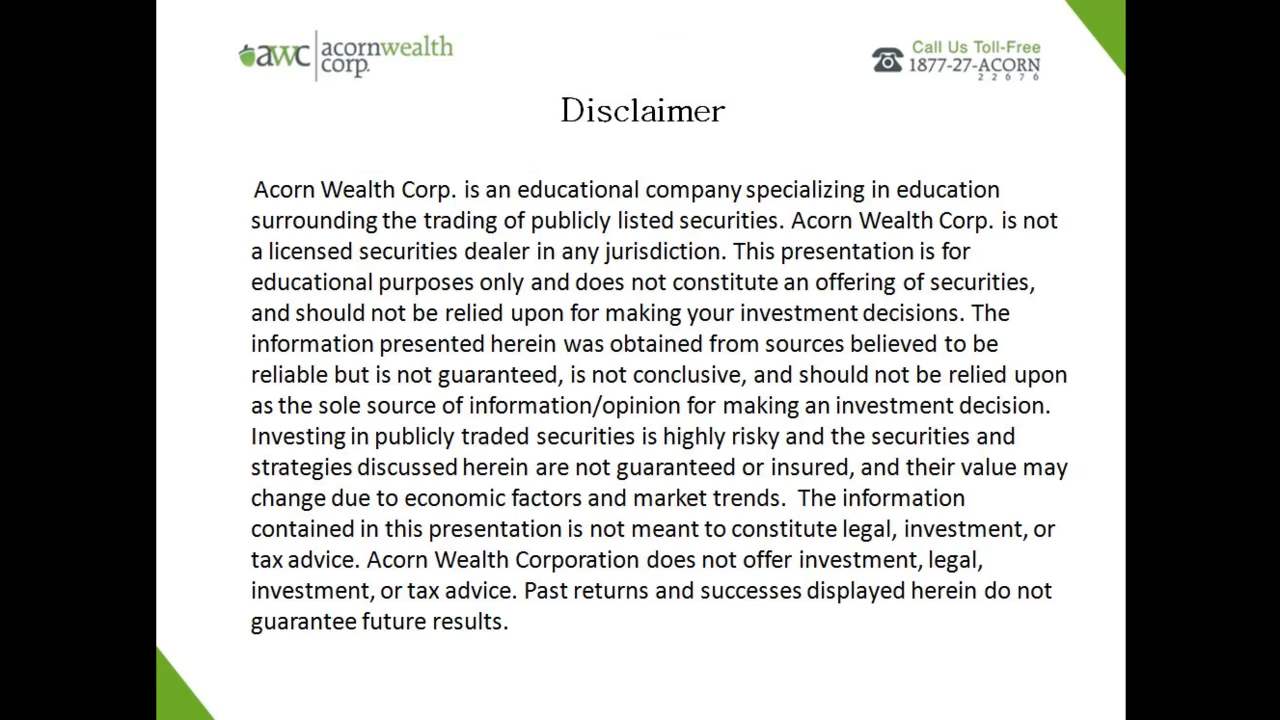 awc acornwealth
corp.
Call Us Toll-Free
1877-27-ACORN
22676
Disclaimer
Acorn Wealth Corp. is an educational company specializing in education
surrounding the trading of publicly listed securities. Acorn Wealth Corp. is not
a licensed securities dealer in any jurisdiction. This presentation is for
educational purposes only and does not constitute an offering of securities,
and should not be relied upon for making your investment decisions. The
information presented herein was obtained from sources believed to be
reliable but is not guaranteed, is not conclusive, and should not be relied upon
as the sole source of information/opinion for making an investment decision.
Investing in publicly traded securities is highly risky and the securities and
strategies discussed herein are not guaranteed or insured, and their value may
change due to economic factors and market trends.  The information
contained in this presentation is not meant to constitute legal, investment, or
tax advice. Acorn Wealth Corporation does not offer investment, legal,
investment, or tax advice. Past returns and successes displayed herein do not
guarantee future results.